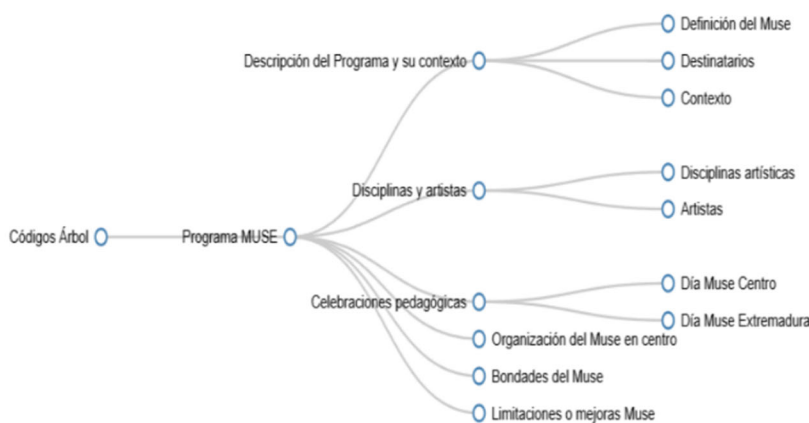 Definición del Muse
Descripción del Programa y su contexto
Destinatarios
Contexto
Disciplinas artísticas
Disciplinas y artistas
Artistas
Códigos Árbol
Programa MUSE
Día Muse Centro
Celebraciones pedagógicas
Día Muse Extremadura
Organización del Muse en centro
Bondades del Muse
Limitaciones o mejoras Muse